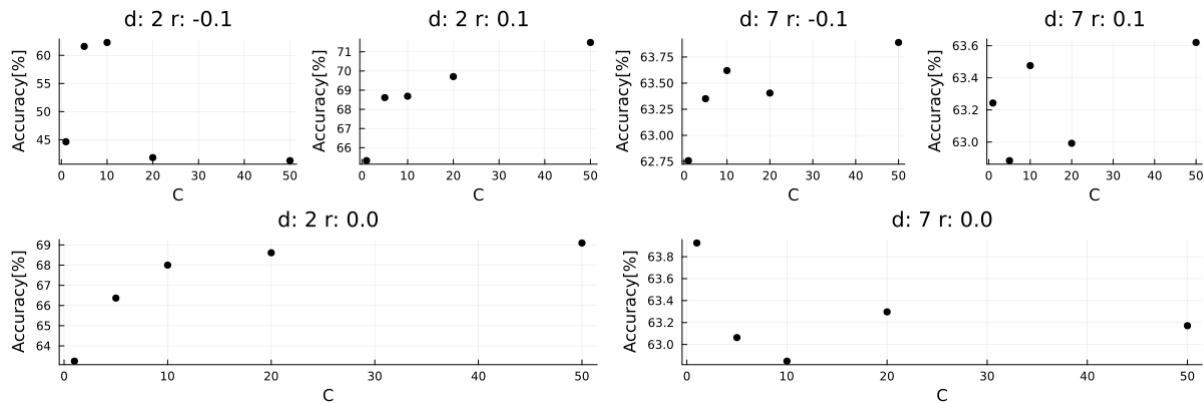 d: 2 r: -0.1
Accuracy[%]
60
55
50
45
0 10 20 30 40 50
C
d: 2 r: 0.1
Accuracy[%]
71
70
69
68
67
66
65
0 10 20 30 40 50
C
d: 7 r: -0.1
Accuracy[%]
63.75
63.50
63.25
63.00
62.75
0 10 20 30 40 50
C
d: 7 r: 0.1
Accuracy[%]
63.6
63.4
63.2
63.0
0 10 20 30 40 50
C
d: 2 r: 0.0
Accuracy[%]
69
68
67
66
65
64
0 10 20 30 40 50
C
d: 7 r: 0.0
Accuracy[%]
63.8
63.6
63.4
63.2
63.0
0 10 20 30 40 50
C